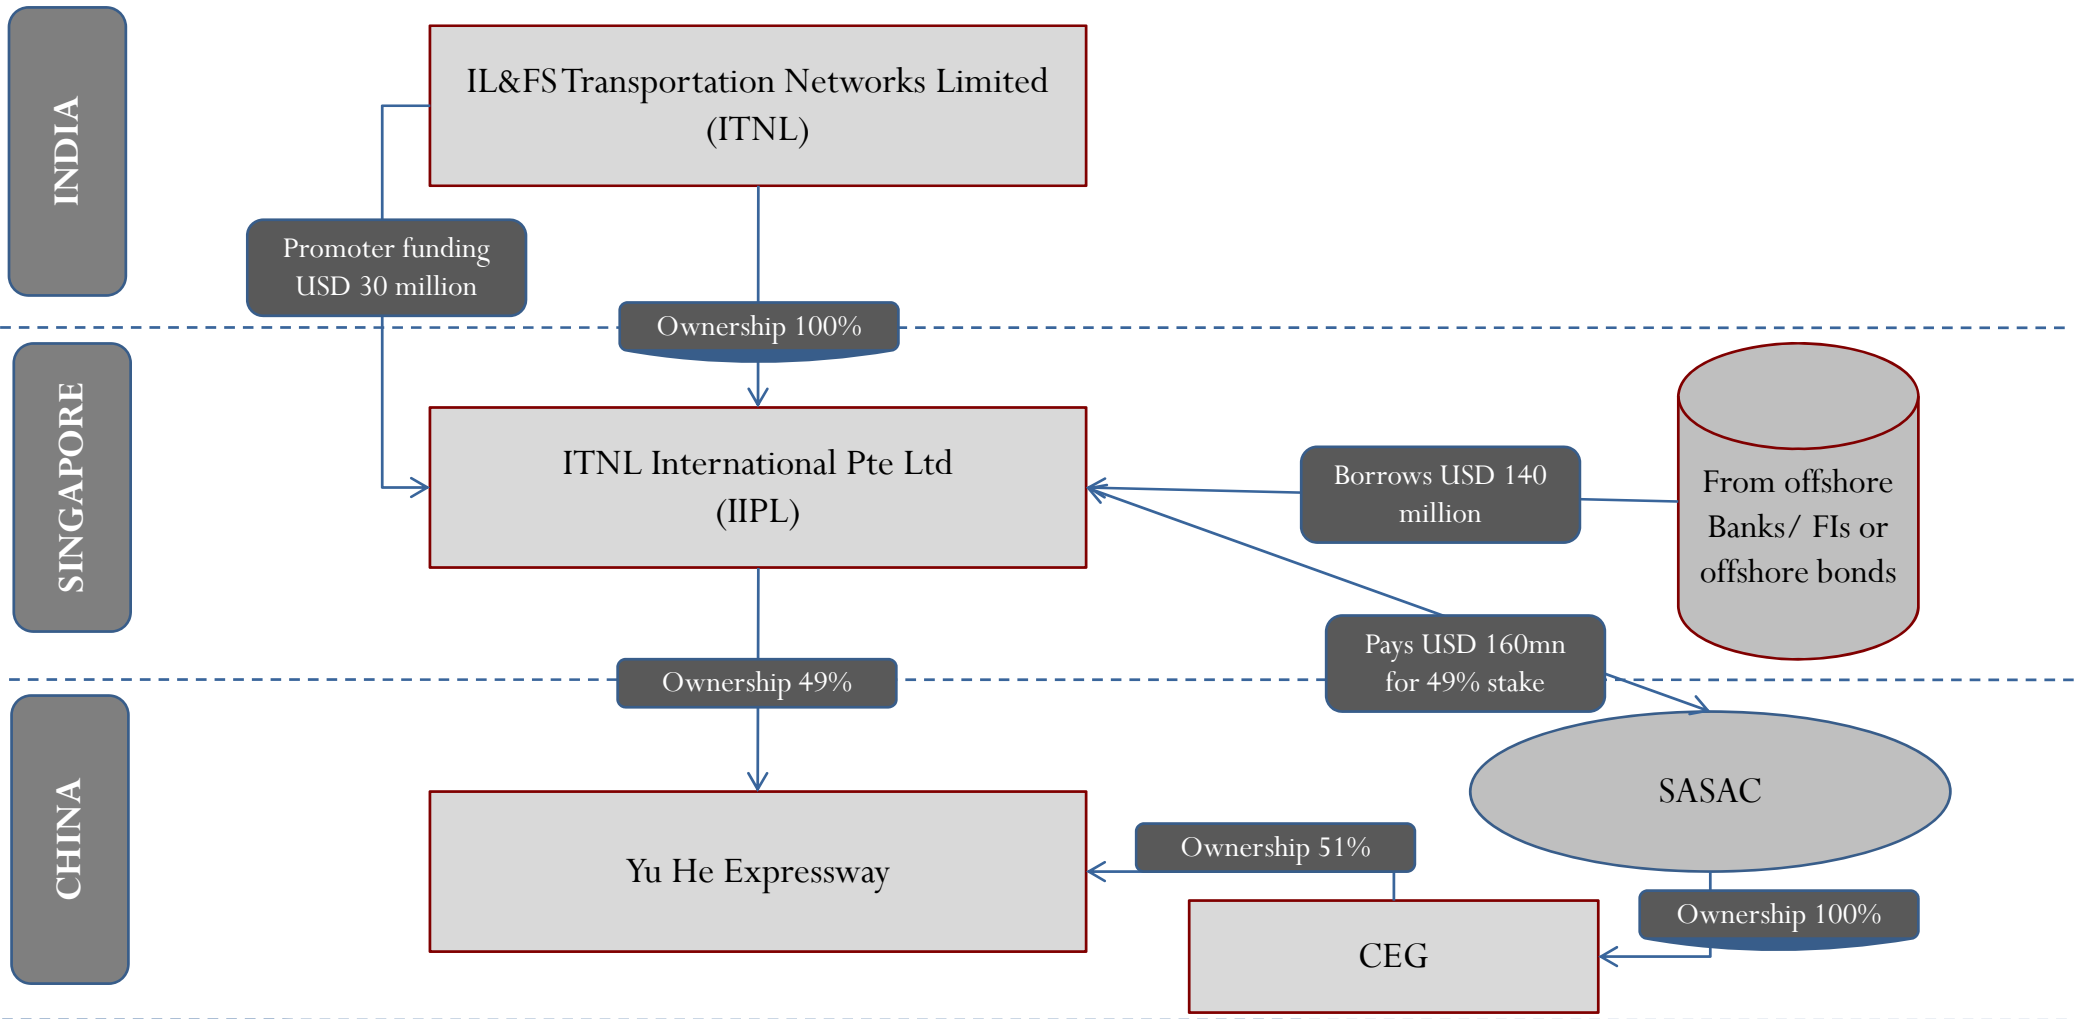 INDIA
IL&FS Transportation Networks Limited
(ITNL)
Promoter funding
USD 30 million
Ownership 100%
SINGAPORE
ITNL International Pte Ltd
(IIPL)
Borrows USD 140
million
From offshore
Banks/ FIs or
offshore bonds
Pays USD 160mn
for 49% stake
Ownership 49%
CHINA
SASAC
Yu He Expressway
Ownership 51%
Ownership 100%
CEG